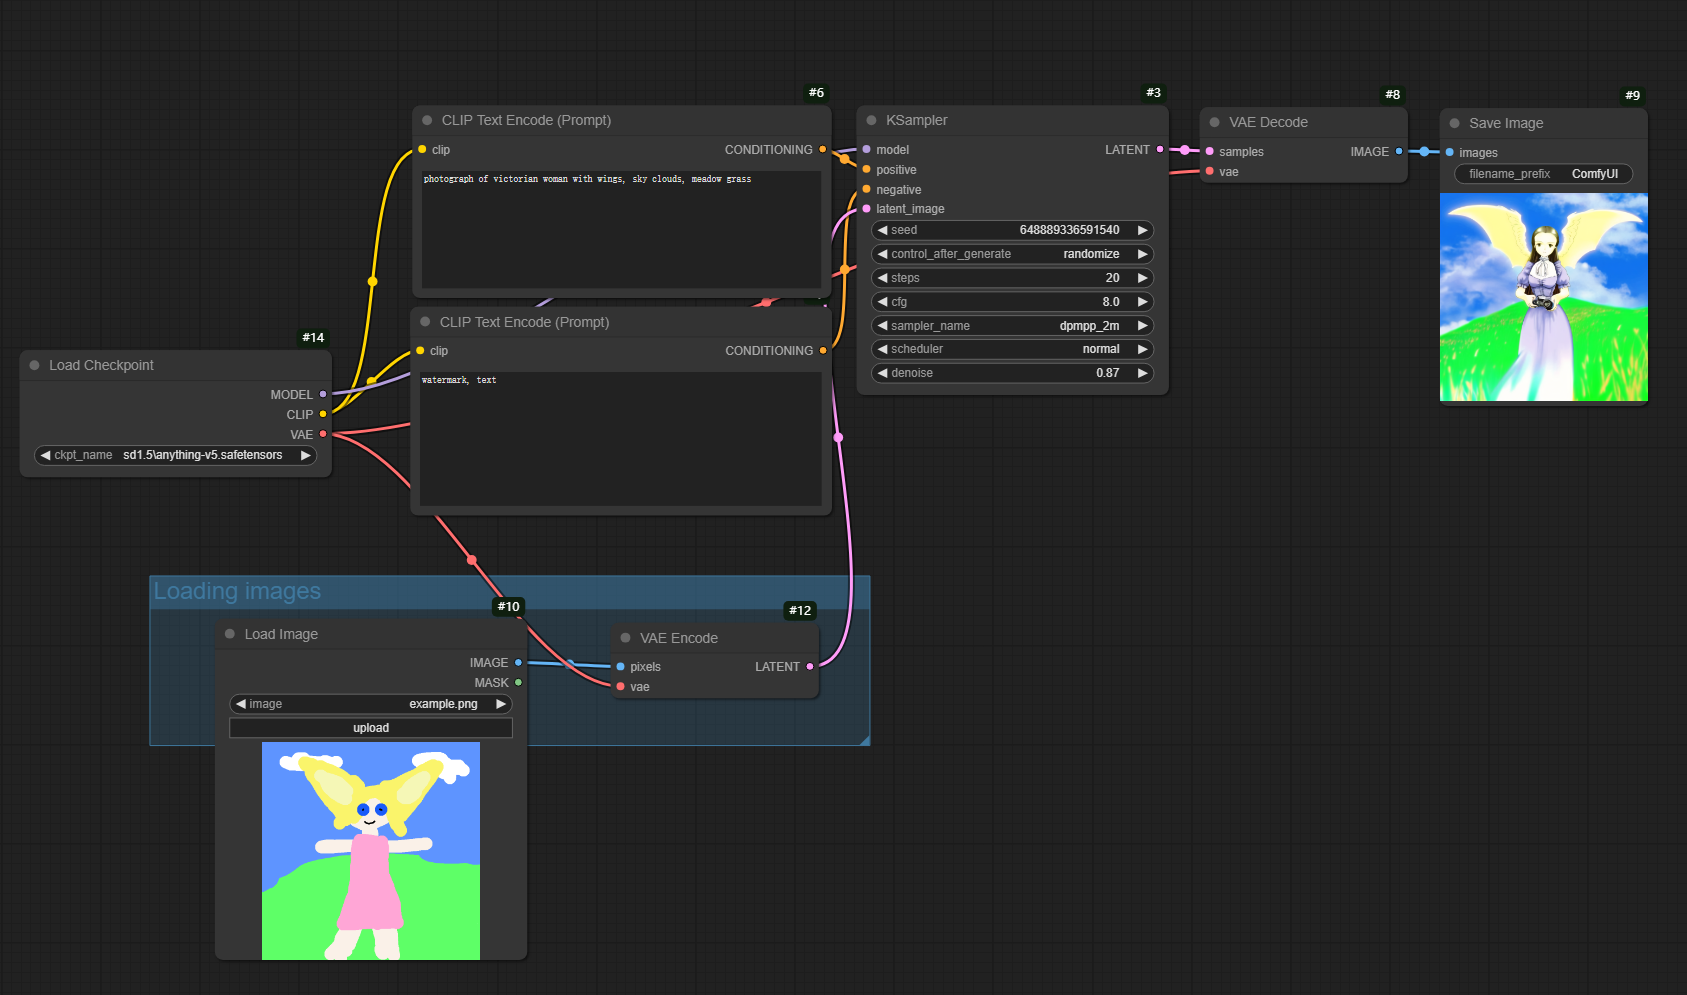 #6
CLIP Text Encode (Prompt)
clip CONDITIONING
photograph of victorian woman with wings, sky clouds, meadow grass
CLIP Text Encode (Prompt)
clip CONDITIONING
watermark, text
#14
Load Checkpoint
MODEL
CLIP
VAE
ckpt_name sd1.5\anything-v5.safetensors
#3
KSampler
model LATENT
positive
negative
latent_image
seed 648889336591540
control_after_generate randomize
steps 20
cfg 8.0
sampler_name dpmpp_2m
scheduler normal
denoise 0.87
#8
VAE Decode
samples IMAGE
vae
#9
Save Image
images
filename_prefix ComfyUI
Loading images
#10
Load Image
IMAGE
MASK
image example.png
upload
#12
VAE Encode
pixels LATENT
vae